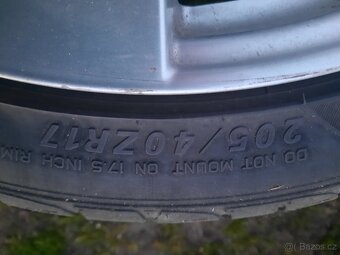 205/40ZR17
DO NOT MOUNT ON 17.5 INCH RIM
Bazos.cz